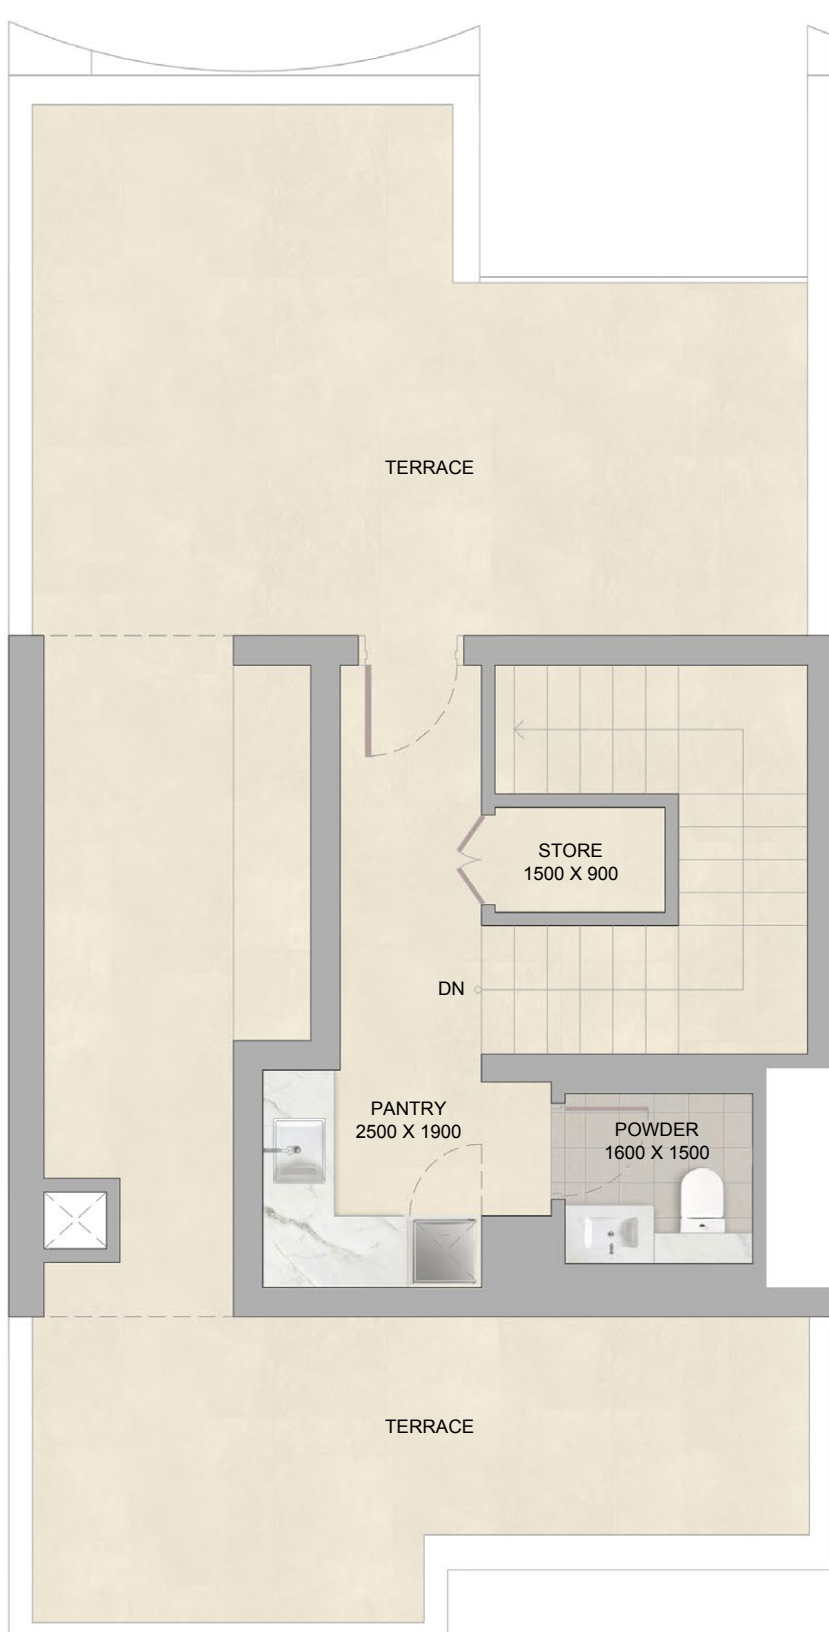 TERRACE
STORE
1500 X 900
DN
PANTRY
2500 X 1900
POWDER
1600 X 1500
TERRACE